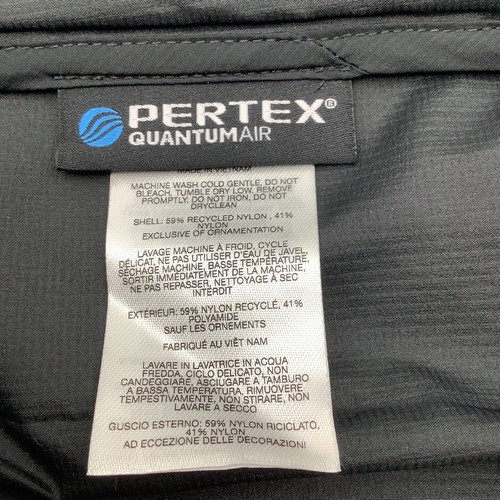 PERTEX®
QUANTUMAIR
MADE IN VIETNAM
MACHINE WASH COLD GENTLE, DO NOT
BLEACH, TUMBLE DRY LOW, REMOVE
PROMPTLY, DO NOT IRON, DO NOT
DRYCLEAN
SHELL: 59% RECYCLED NYLON , 41%
NYLON
EXCLUSIVE OF ORNAMENTATION
LAVAGE MACHINE À FROID, CYCLE
DÉLICAT, NE PAS UTILISER D'EAU DE JAVEL,
SÉCHAGE MACHINE, BASSE TEMPÉRATURE,
SORTIR IMMÉDIATEMENT DE LA MACHINE,
NE PAS REPASSER, NETTOYAGE À SEC
INTERDIT
EXTÉRIEUR: 59% NYLON RECYCLÉ, 41%
POLYAMIDE
SAUF LES ORNEMENTS
FABRIQUÉ AU VIÊT NAM
LAVARE IN LAVATRICE IN ACQUA
FREDDA, CICLO DELICATO, NON
CANDEGGIARE, ASCIUGARE A TAMBURO
A BASSA TEMPERATURA, RIMUOVERE
TEMPESTIVAMENTE, NON STIRARE, NON
LAVARE A SECCO
GUSCIO ESTERNO: 59% NYLON RICICLATO,
41% NYLON
AD ECCEZIONE DELLE DECORAZIONI